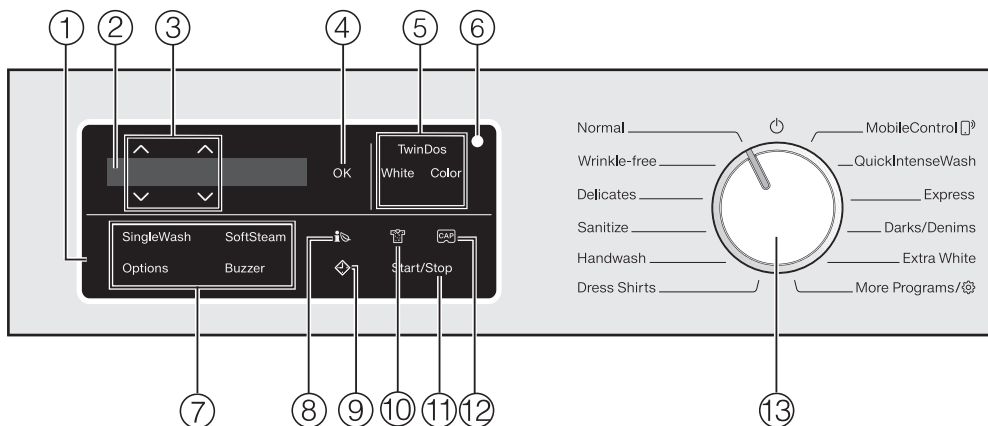 ① ② ③ ④ ⑤ ⑥
TwinDos
White Color
OK
SingleWash SoftSteam
Options Buzzer
CAP
Start/Stop
Normal
Wrinkle-free
Delicates
Sanitize
Handwash
Dress Shirts
MobileControl
QuickIntenseWash
Express
Darks/Denims
Extra White
More Programs/
⑦ ⑧ ⑨ ⑩ ⑪ ⑫ ⑬